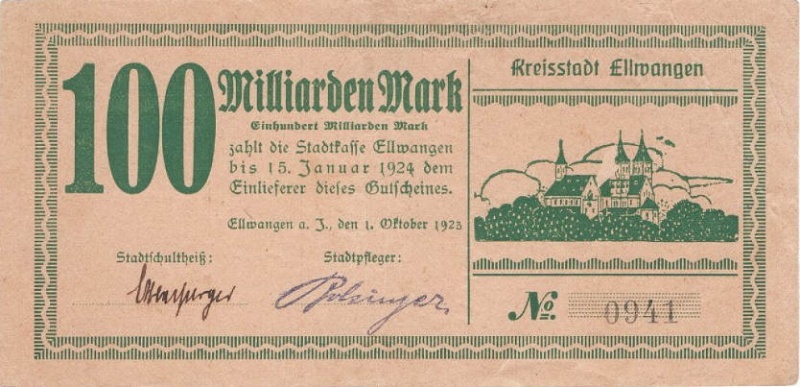 100
Milliarden Mark
Einhundert Milliarden Mark
zahlt die Stadtkasse Ellwangen
bis 15. Januar 1924 dem
Einlieferer dieses Gutscheines.
Ellwangen a. J., den 1. Oktober 1923
Stadtschultheiß:
Stadtpfleger:
Bolsinger.
Kreisstadt Ellwangen
No. 0941